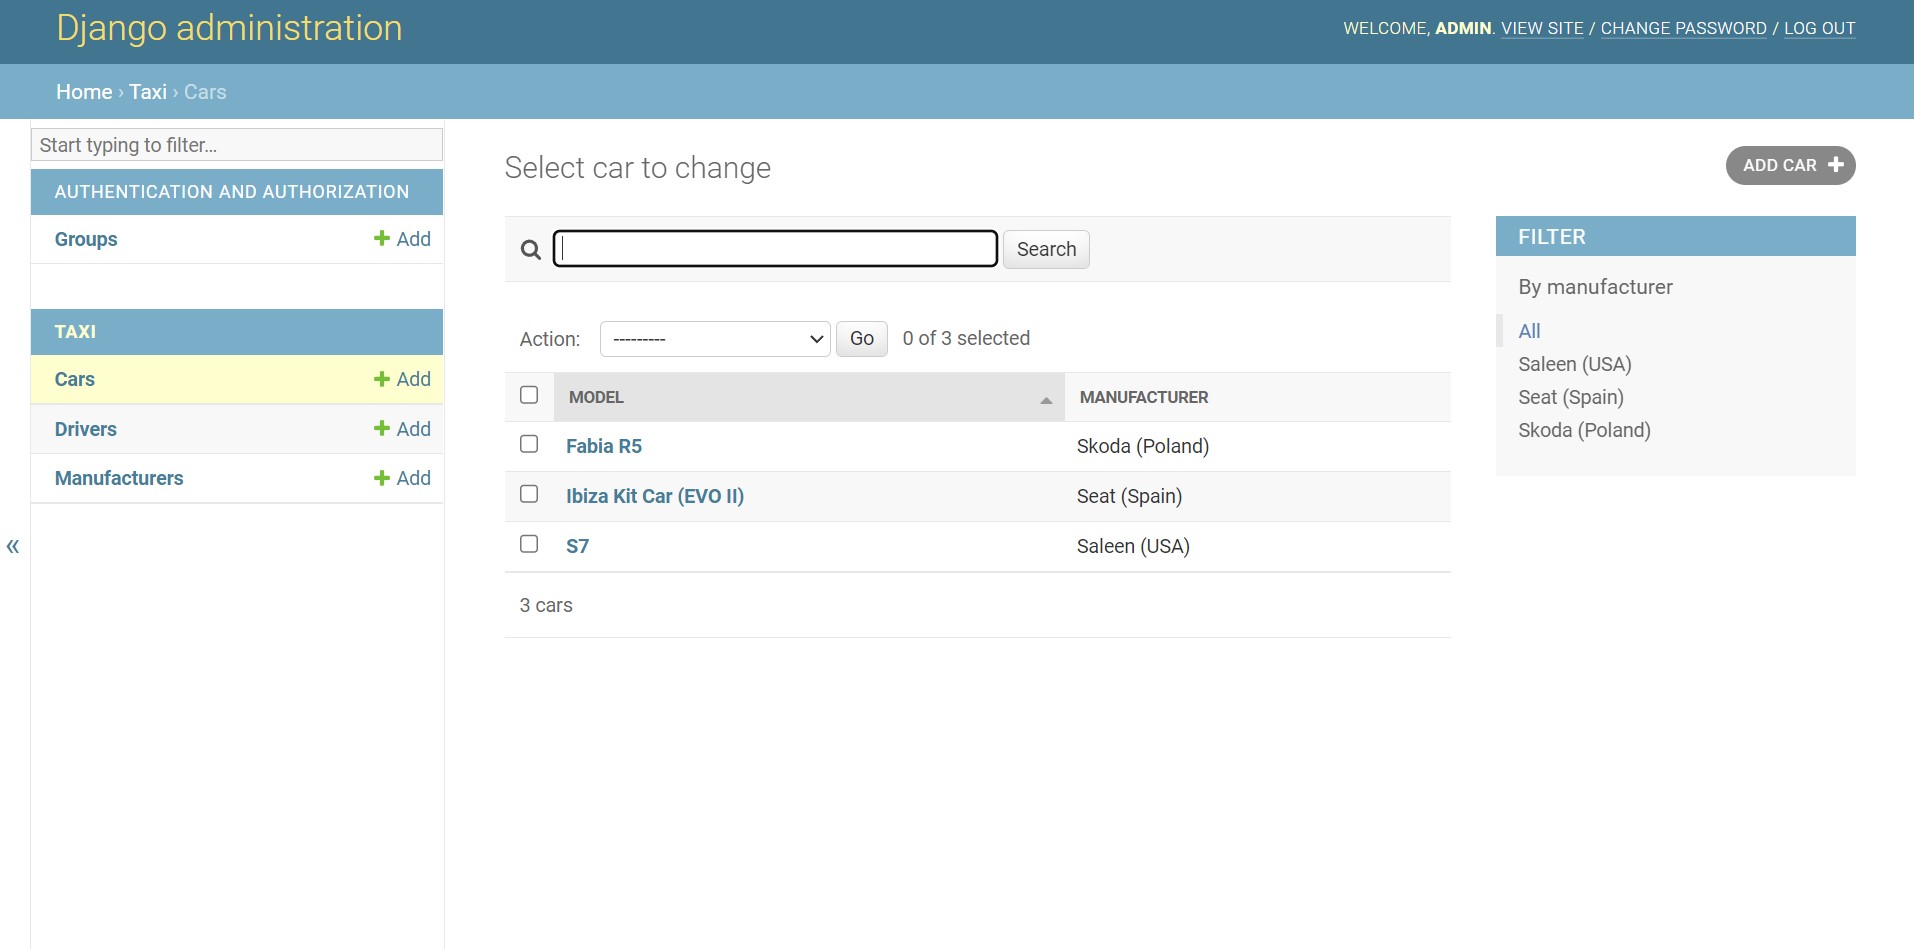 Django administration
WELCOME, ADMIN. VIEW SITE / CHANGE PASSWORD / LOG OUT
Home › Taxi › Cars
Start typing to filter...
AUTHENTICATION AND AUTHORIZATION
Groups + Add
TAXI
Cars + Add
Drivers + Add
Manufacturers + Add
«
Select car to change
ADD CAR +
Search
Action: --------- Go 0 of 3 selected
MODEL MANUFACTURER
Fabia R5 Skoda (Poland)
Ibiza Kit Car (EVO II) Seat (Spain)
S7 Saleen (USA)
3 cars
FILTER
By manufacturer
All
Saleen (USA)
Seat (Spain)
Skoda (Poland)